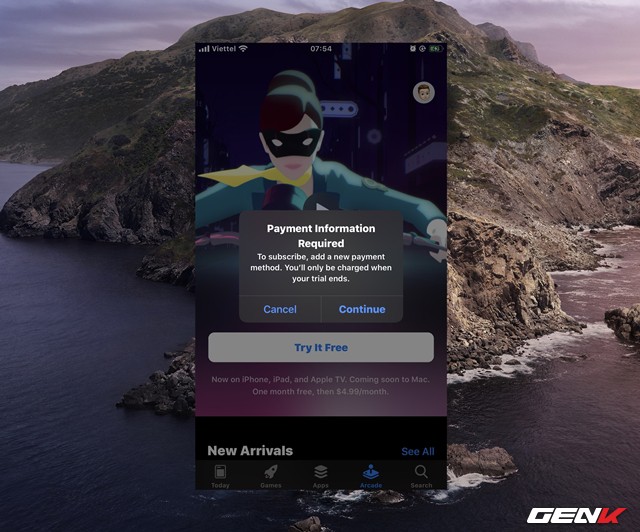 Viettel
07:54
Payment Information
Required
To subscribe, add a new payment
method. You'll only be charged when
your trial ends.
Cancel
Continue
Try It Free
Now on iPhone, iPad, and Apple TV. Coming soon to Mac.
One month free, then $4.99/month.
New Arrivals
See All
Today
Games
Apps
Arcade
Search
GENK